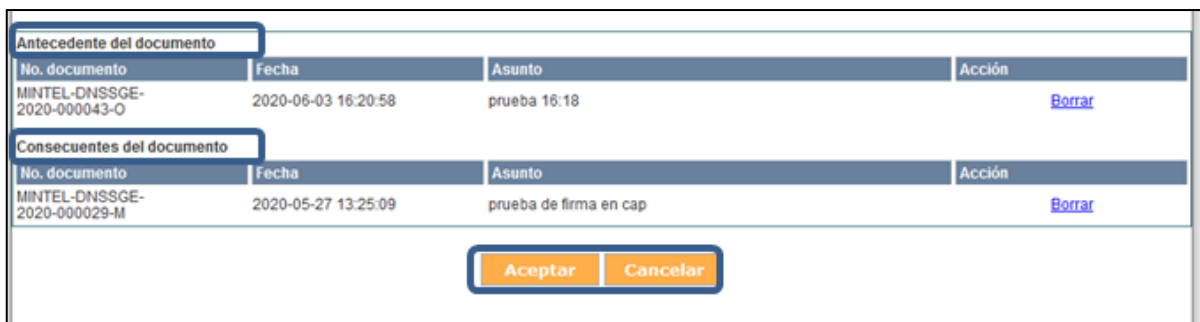 Antecedente del documento
No. documento Fecha Asunto Acción
MINTEL-DNSSGE-
2020-000043-O 2020-06-03 16:20:58 prueba 16:18 Borrar
Consecuentes del documento
No. documento Fecha Asunto Acción
MINTEL-DNSSGE-
2020-000029-M 2020-05-27 13:25:09 prueba de firma en cap Borrar
Aceptar Cancelar